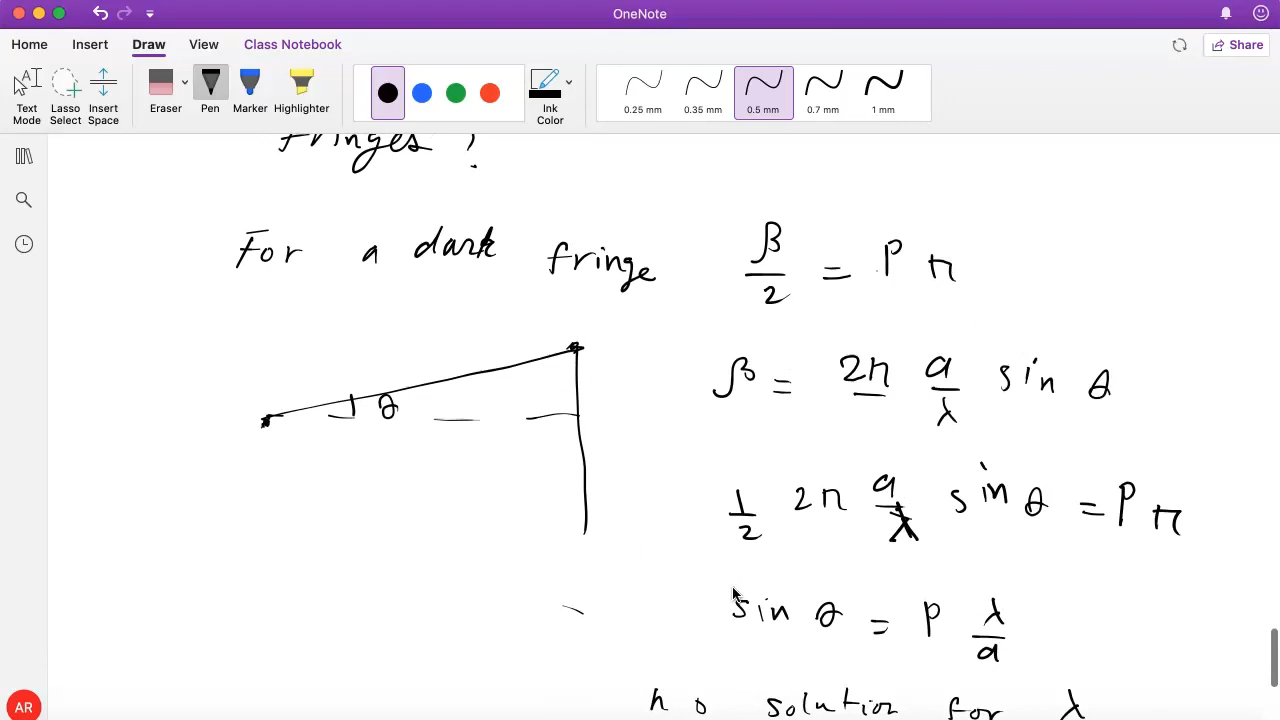 OneNote
Home Insert Draw View Class Notebook Share
Text Mode Lasso Select Insert Space Eraser Pen Marker Highlighter Ink Color 0.25 mm 0.35 mm 0.5 mm 0.7 mm 1 mm
Fringes ?
For a dark fringe β/2 = P π
β = 2π a/λ sin θ
θ
1/2 2π a/λ sin θ = P π
sin θ = P λ/a
no solution for λ
AR